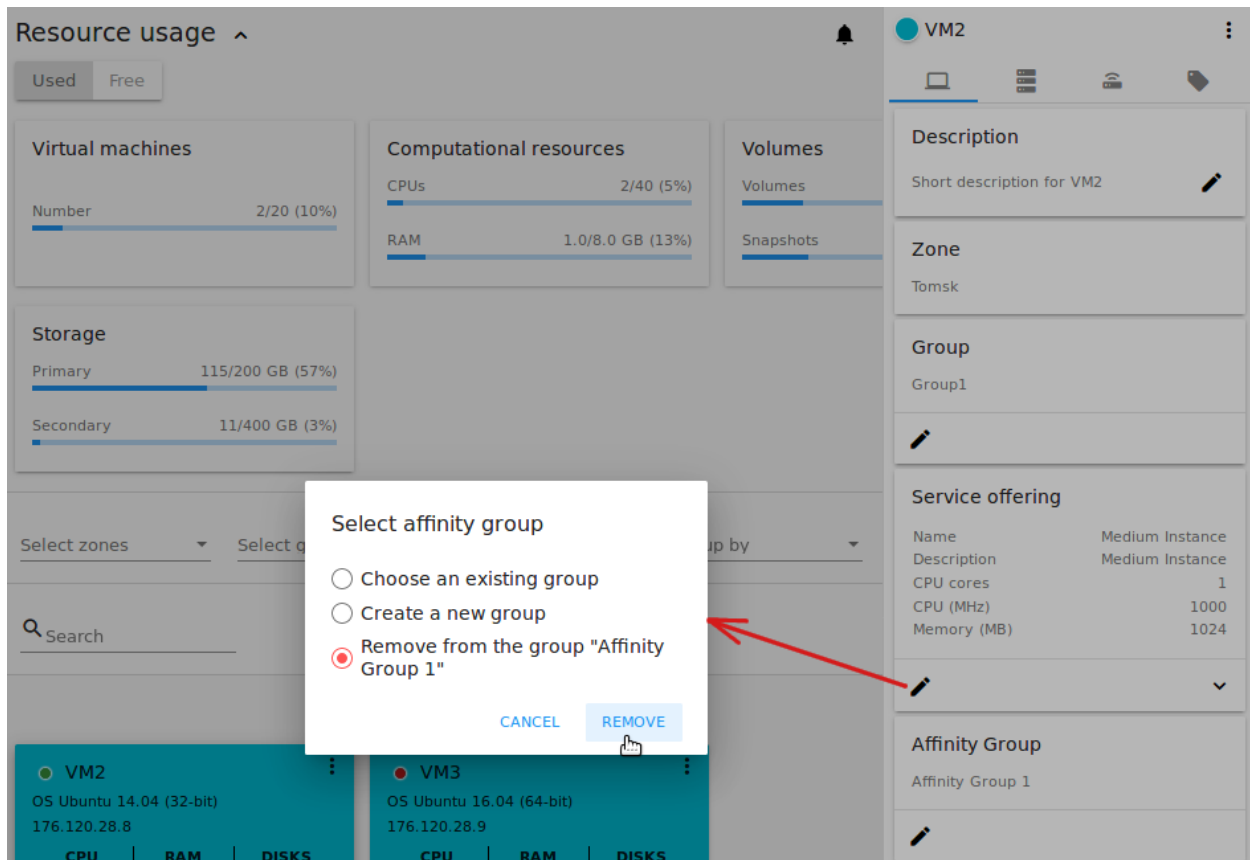 Resource usage
Used Free
Virtual machines
Number 2/20 (10%)
Computational resources
CPUs 2/40 (5%)
RAM 1.0/8.0 GB (13%)
Volumes
Volumes
Snapshots
Storage
Primary 115/200 GB (57%)
Secondary 11/400 GB (3%)
Select zones Select
Search
Select affinity group
Choose an existing group
Create a new group
Remove from the group "Affinity
Group 1"
CANCEL REMOVE
by
VM2
OS Ubuntu 14.04 (32-bit)
176.120.28.8
CPU RAM DISKS
VM3
OS Ubuntu 16.04 (64-bit)
176.120.28.9
CPU RAM DISKS
VM2
Description
Short description for VM2
Zone
Tomsk
Group
Group1
Service offering
Name Medium Instance
Description Medium Instance
CPU cores 1
CPU (MHz) 1000
Memory (MB) 1024
Affinity Group
Affinity Group 1